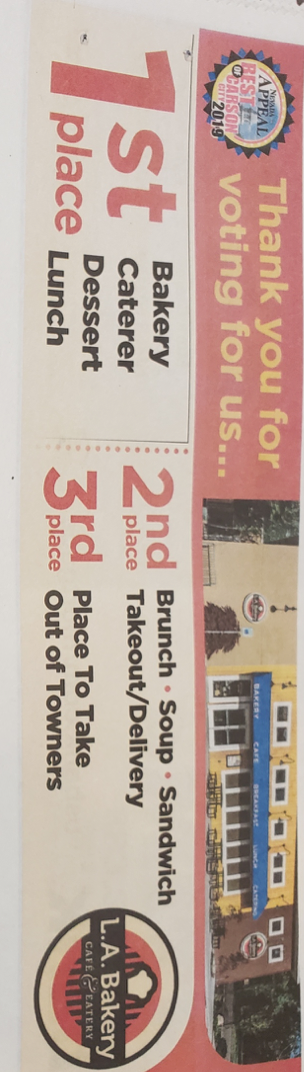 Nevada
APPEAL
BEST
OF
CARSON
CITY 2019
Thank you for
voting for us...
BAKERY CAFE BREAKFAST LUNCH CATERING
1st
place
Bakery
Caterer
Dessert
Lunch
2nd
place
Brunch • Soup • Sandwich
Takeout/Delivery
3rd
place
Place To Take
Out of Towners
L.A. Bakery
CAFÉ & EATERY